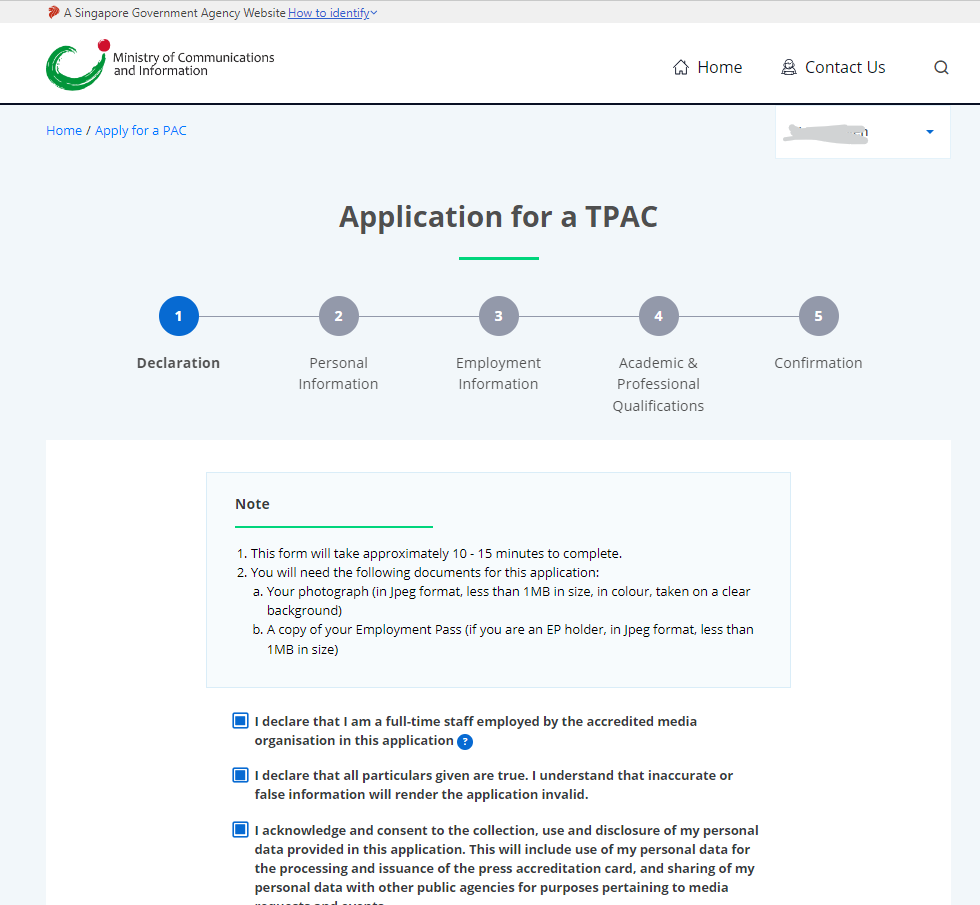 A Singapore Government Agency Website How to identify
Ministry of Communications
and Information
Home
Contact Us
Home / Apply for a PAC
Application for a TPAC
1
2
3
4
5
Declaration
Personal
Information
Employment
Information
Academic &
Professional
Qualifications
Confirmation
Note
1. This form will take approximately 10 - 15 minutes to complete.
2. You will need the following documents for this application:
a. Your photograph (in Jpeg format, less than 1MB in size, in colour, taken on a clear
background)
b. A copy of your Employment Pass (if you are an EP holder, in Jpeg format, less than
1MB in size)
I declare that I am a full-time staff employed by the accredited media
organisation in this application ?
I declare that all particulars given are true. I understand that inaccurate or
false information will render the application invalid.
I acknowledge and consent to the collection, use and disclosure of my personal
data provided in this application. This will include use of my personal data for
the processing and issuance of the press accreditation card, and sharing of my
personal data with other public agencies for purposes pertaining to media
requests and events.